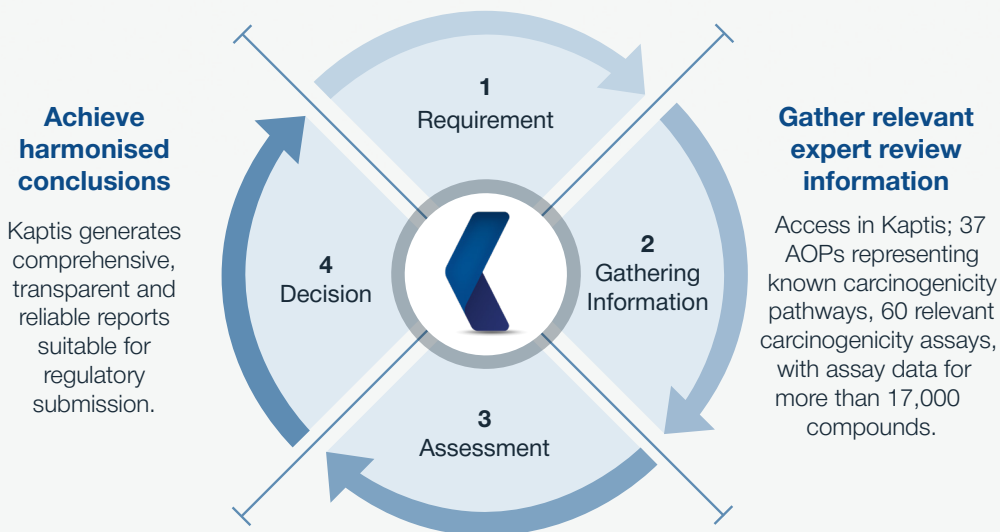 1
Requirement
Achieve
harmonised
conclusions
Kaptis generates
comprehensive,
transparent and
reliable reports
suitable for
regulatory
submission.
4
Decision
2
Gathering
Information
Gather relevant
expert review
information
Access in Kaptis; 37
AOPs representing
known carcinogenicity
pathways, 60 relevant
carcinogenicity assays,
with assay data for
more than 17,000
compounds.
3
Assessment